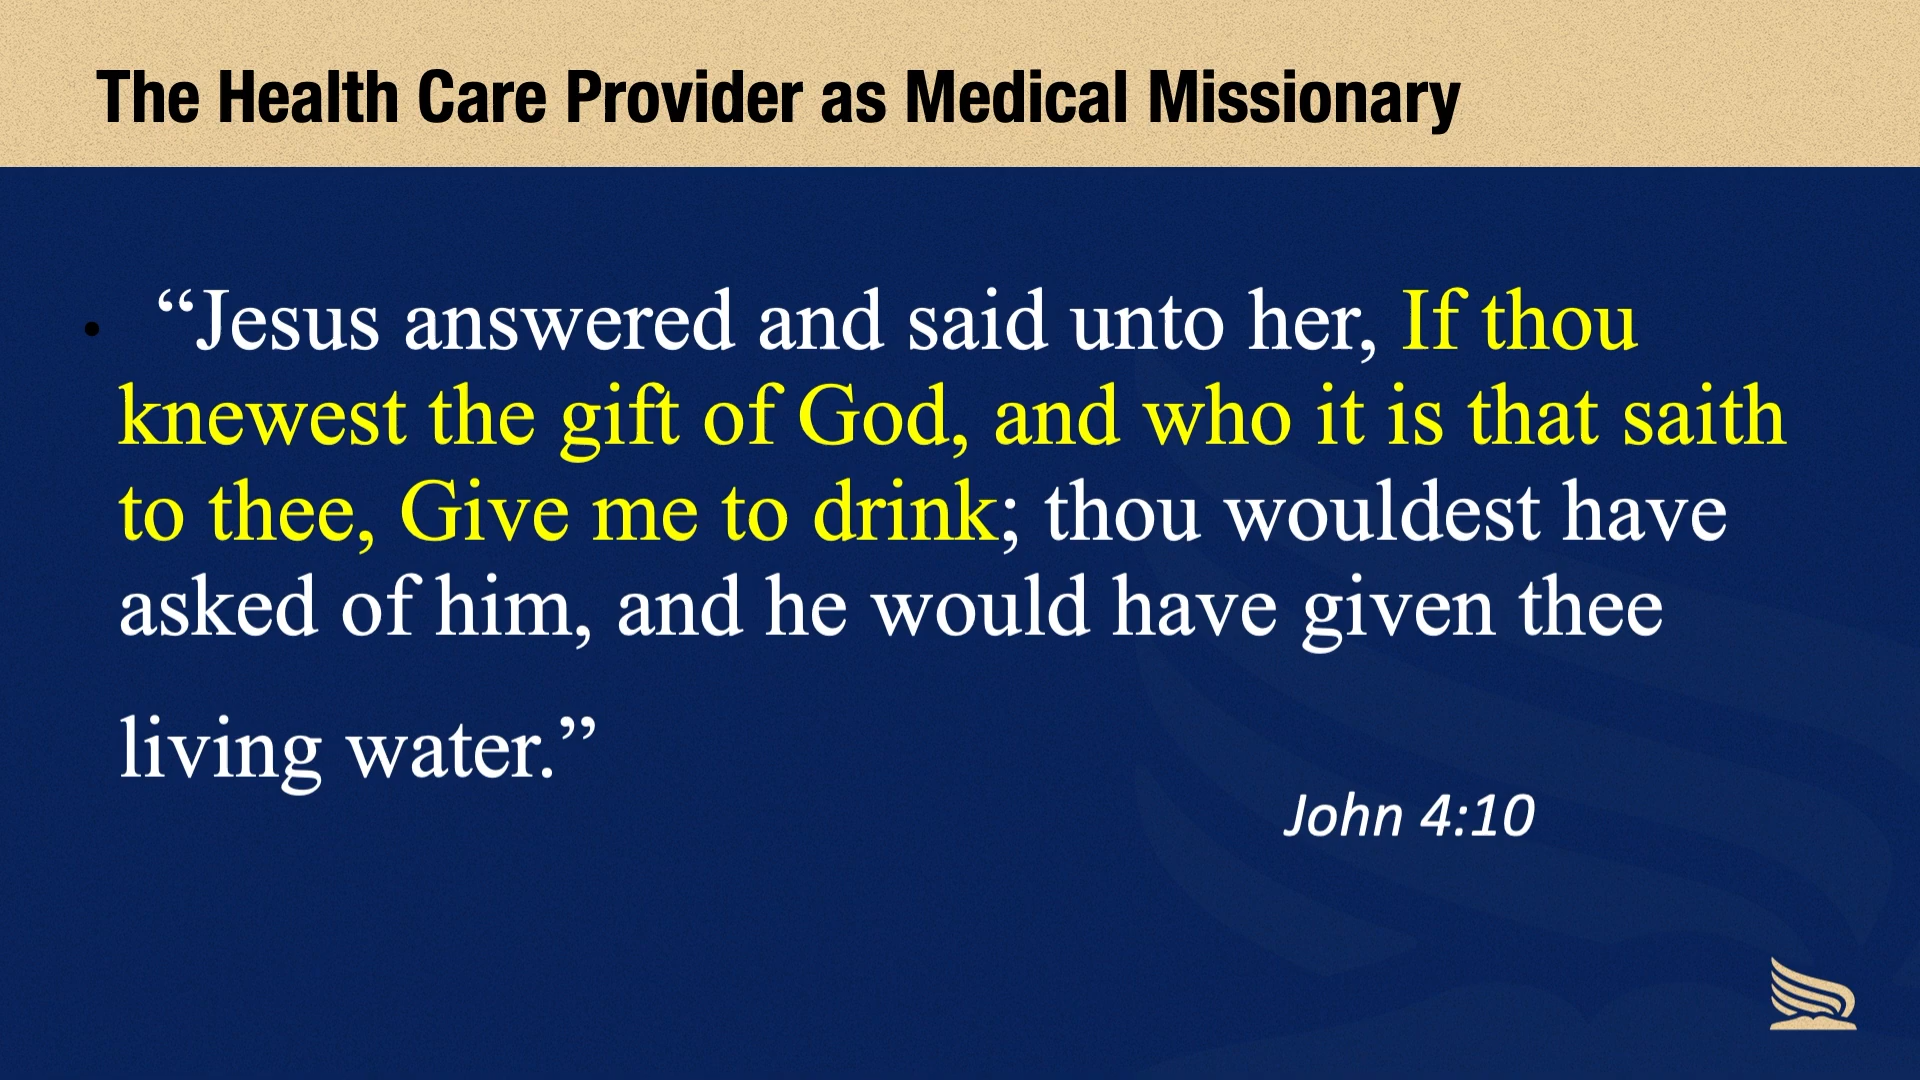 The Health Care Provider as Medical Missionary
• “Jesus answered and said unto her, If thou
knewest the gift of God, and who it is that saith
to thee, Give me to drink; thou wouldest have
asked of him, and he would have given thee
living water.”
John 4:10